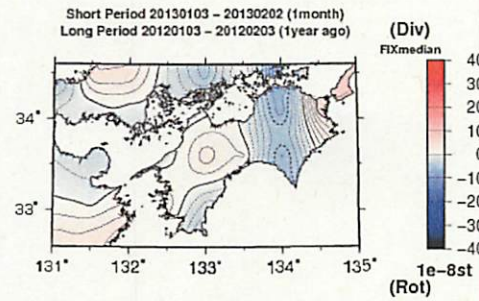 Short Period 20130103 − 20130202 (1month)
Long Period 20120103 − 20120203 (1year ago)
(Div)
FIXmedian
40
30
20
10
0
−10
−20
−30
−40
1e−8st
(Rot)
34˚
33˚
131˚ 132˚ 133˚ 134˚ 135˚